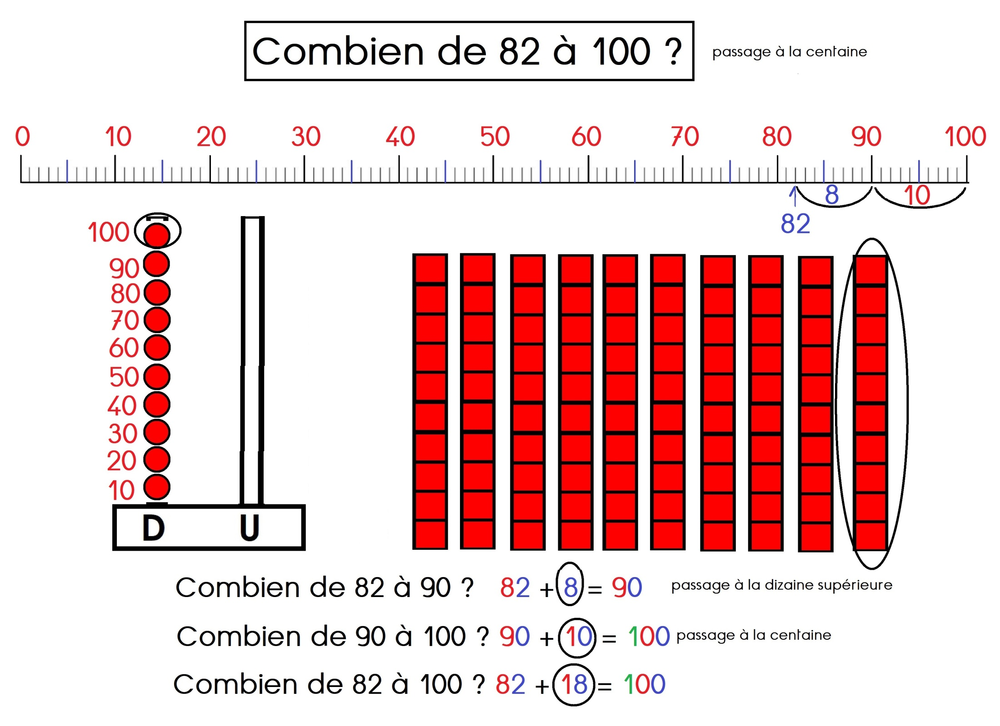 Combien de 82 à 100 ? passage à la centaine
0 10 20 30 40 50 60 70 80 90 100
8 10
82
100
90
80
70
60
50
40
30
20
10
D U
Combien de 82 à 90 ? 82 + 8 = 90 passage à la dizaine supérieure
Combien de 90 à 100 ? 90 + 10 = 100 passage à la centaine
Combien de 82 à 100 ? 82 + 18 = 100